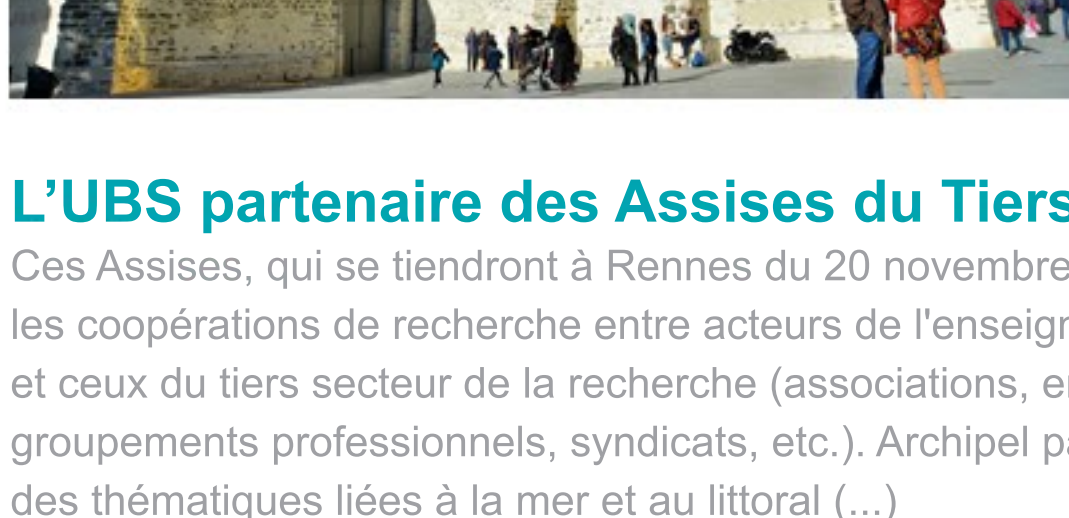 L’UBS partenaire des Assises du Tiers
Ces Assises, qui se tiendront à Rennes du 20 novembre
les coopérations de recherche entre acteurs de l'enseign
et ceux du tiers secteur de la recherche (associations, en
groupements professionnels, syndicats, etc.). Archipel pa
des thématiques liées à la mer et au littoral (...)